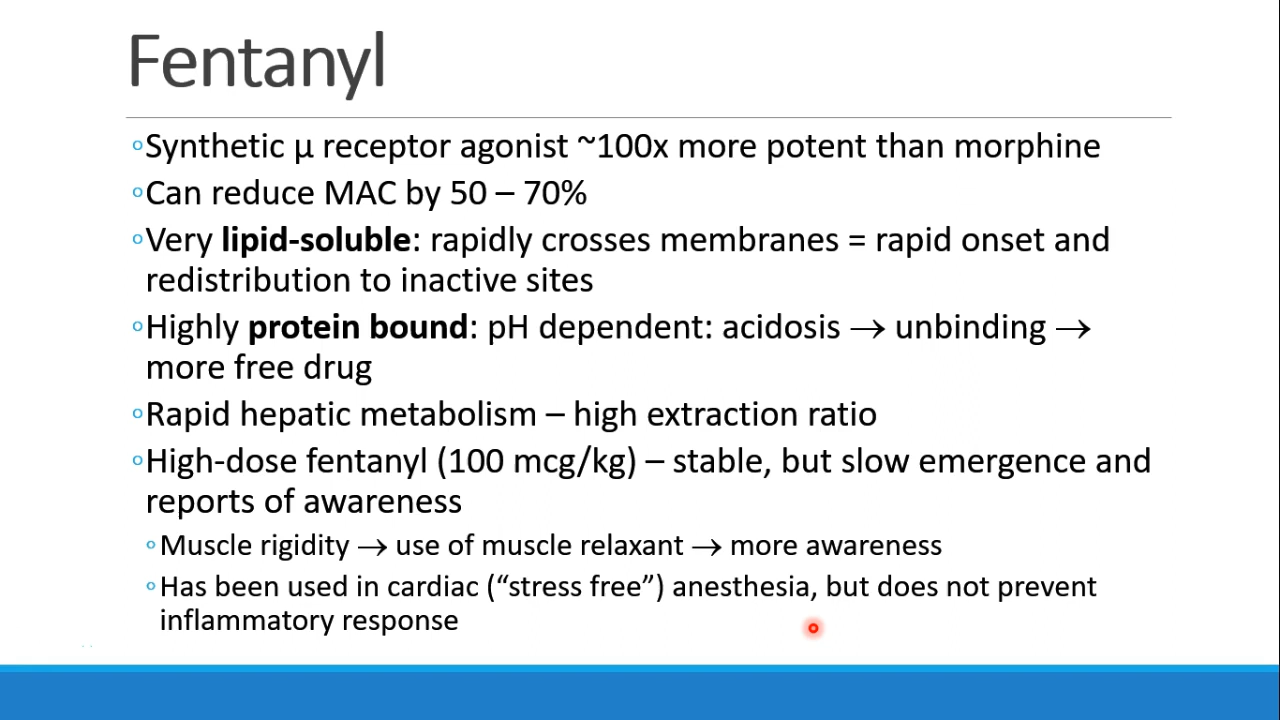 Fentanyl
◦Synthetic µ receptor agonist ~100x more potent than morphine
◦Can reduce MAC by 50 – 70%
◦Very lipid-soluble: rapidly crosses membranes = rapid onset and
redistribution to inactive sites
◦Highly protein bound: pH dependent: acidosis → unbinding →
more free drug
◦Rapid hepatic metabolism – high extraction ratio
◦High-dose fentanyl (100 mcg/kg) – stable, but slow emergence and
reports of awareness
◦Muscle rigidity → use of muscle relaxant → more awareness
◦Has been used in cardiac (“stress free”) anesthesia, but does not prevent
inflammatory response